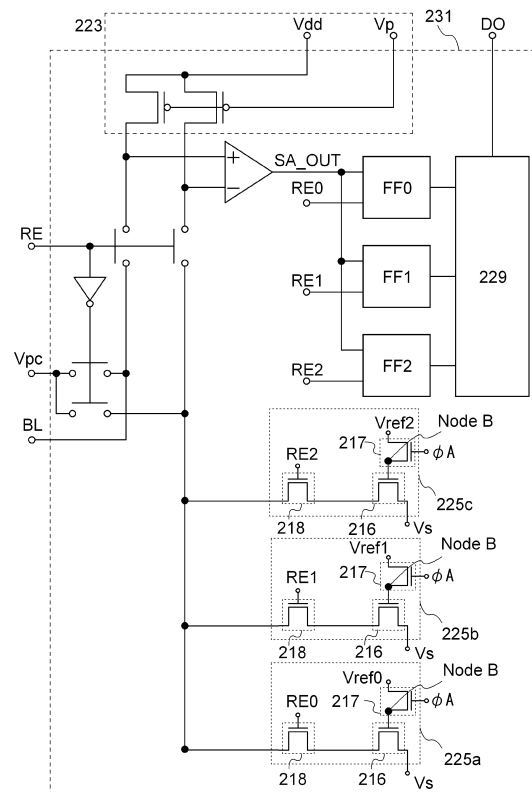 223
Vdd
Vp
231
DO
SA_OUT
RE0
FF0
RE
RE1
FF1
229
Vpc
RE2
FF2
BL
Vref2
Node B
217
ϕA
RE2
218
216
Vs
225c
Vref1
Node B
217
ϕA
RE1
218
216
Vs
225b
Vref0
Node B
217
ϕA
RE0
218
216
Vs
225a